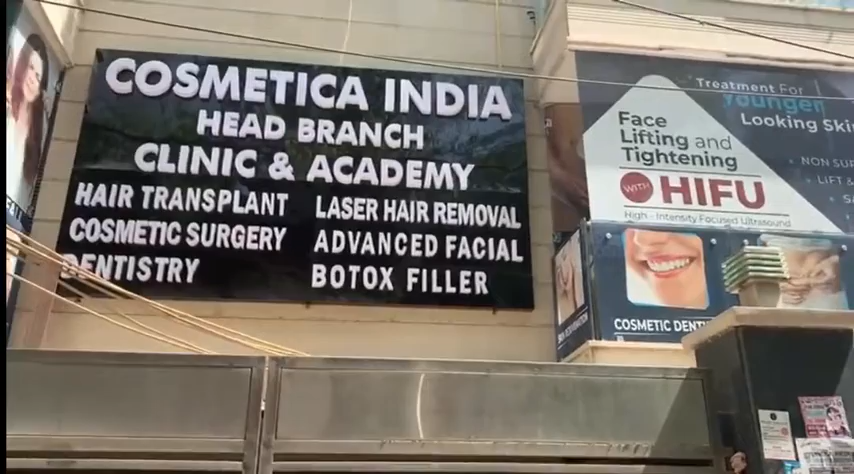 COSMETICA INDIA
HEAD BRANCH
CLINIC & ACADEMY
HAIR TRANSPLANT
COSMETIC SURGERY
DENTISTRY
LASER HAIR REMOVAL
ADVANCED FACIAL
BOTOX FILLER
Treatment For
younger
Looking Skin
Face
Lifting and
Tightening
WITH HIFU
High - Intensity Focused Ultrasound
NON SUR
LIFT &
COSMETIC DENTI